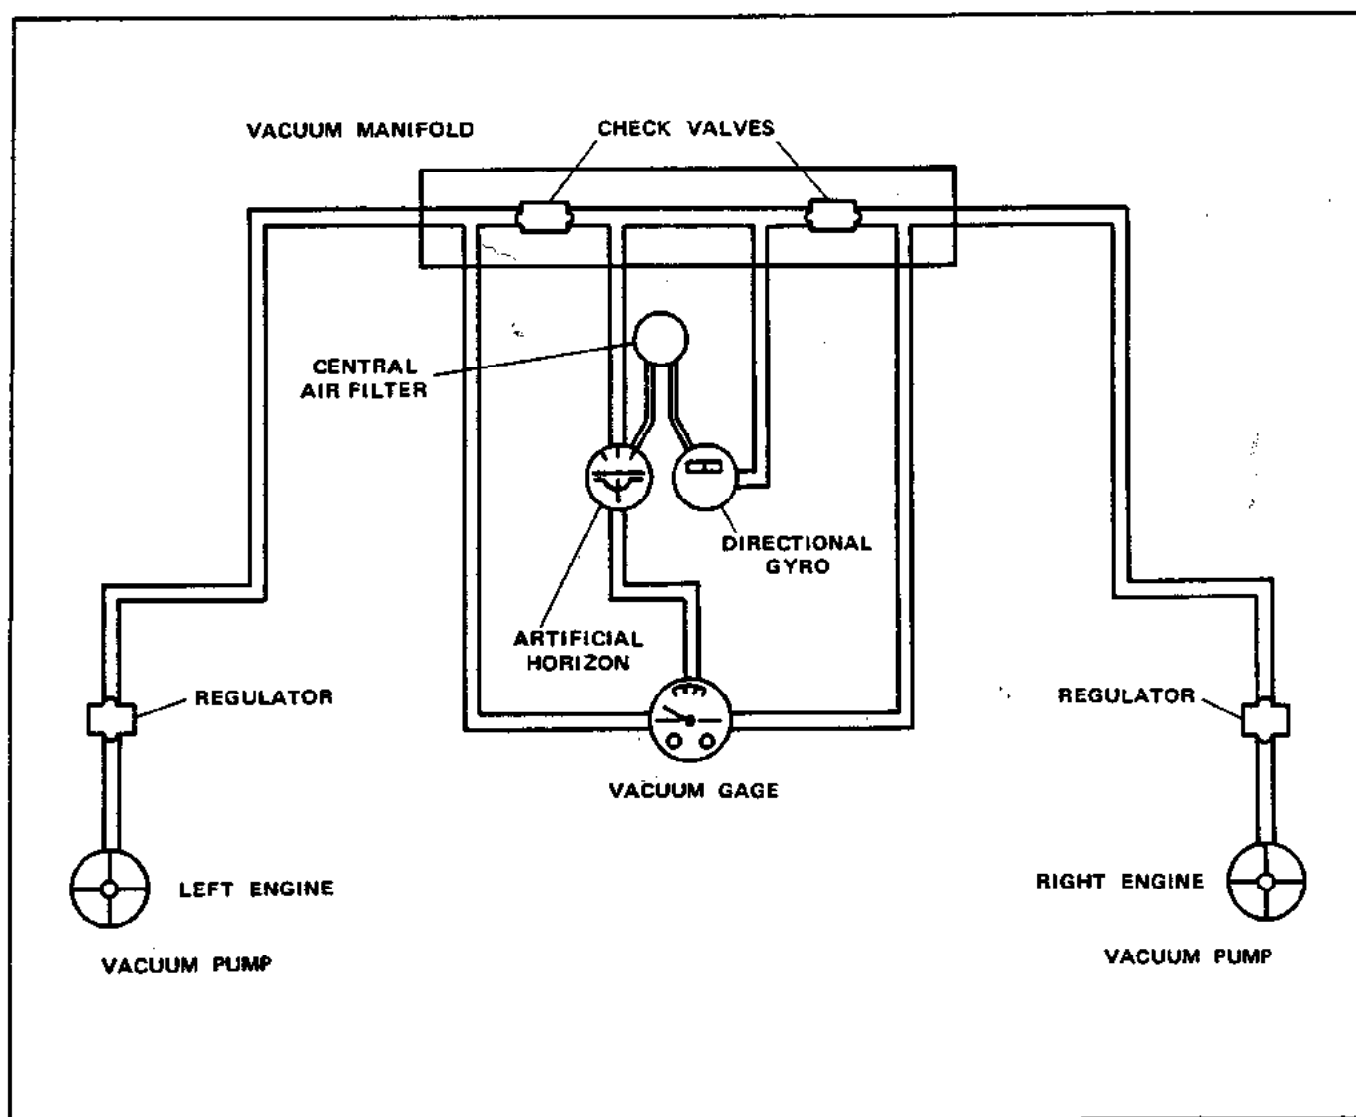 VACUUM MANIFOLD
CHECK VALVES
CENTRAL
AIR FILTER
DIRECTIONAL
GYRO
ARTIFICIAL
HORIZON
REGULATOR
REGULATOR
VACUUM GAGE
LEFT ENGINE
RIGHT ENGINE
VACUUM PUMP
VACUUM PUMP